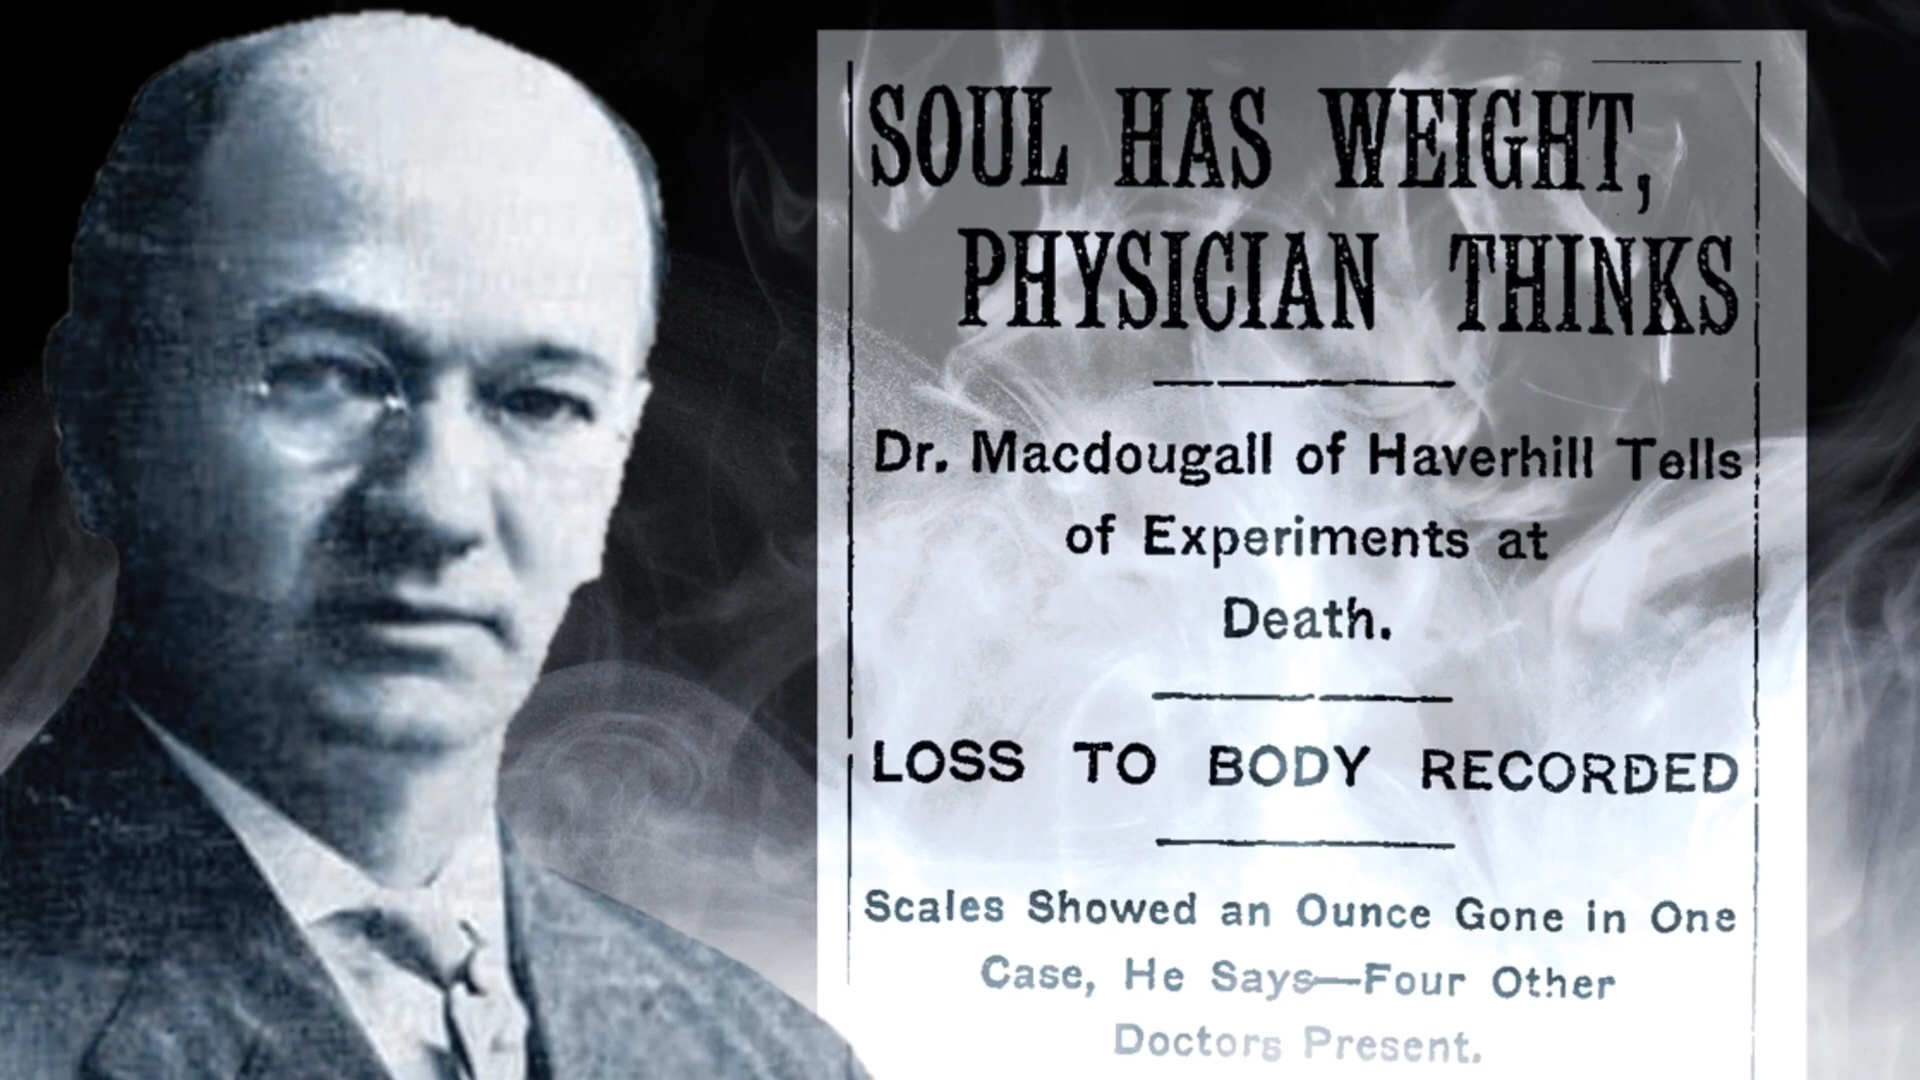 SOUL HAS WEIGHT,
PHYSICIAN THINKS
Dr. Macdougall of Haverhill Tells
of Experiments at
Death.
LOSS TO BODY RECORDED
Scales Showed an Ounce Gone in One
Case, He Says—Four Other
Doctors Present.